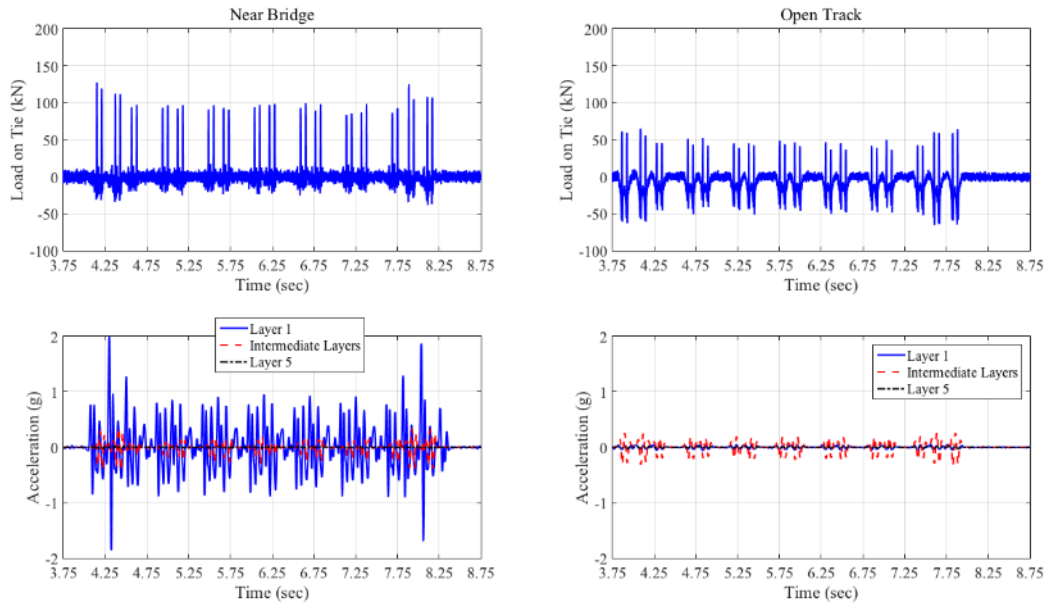 Near Bridge
200
150
100
50
0
-50
-100
Load on Tie (kN)
3.75 4.25 4.75 5.25 5.75 6.25 6.75 7.25 7.75 8.25 8.75
Time (sec)
Open Track
200
150
100
50
0
-50
-100
Load on Tie (kN)
3.75 4.25 4.75 5.25 5.75 6.25 6.75 7.25 7.75 8.25 8.75
Time (sec)
Layer 1
Intermediate Layers
Layer 5
2
1
0
-1
-2
Acceleration (g)
3.75 4.25 4.75 5.25 5.75 6.25 6.75 7.25 7.75 8.25 8.75
Time (sec)
Layer 1
Intermediate Layers
Layer 5
2
1
0
-1
-2
Acceleration (g)
3.75 4.25 4.75 5.25 5.75 6.25 6.75 7.25 7.75 8.25 8.75
Time (sec)